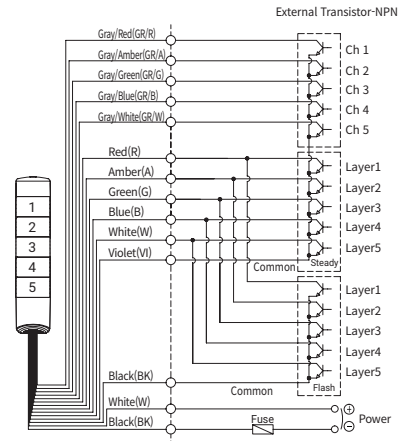 External Transistor-NPN
Gray/Red(GR/R)
Gray/Amber(GR/A)
Gray/Green(GR/G)
Gray/Blue(GR/B)
Gray/White(GR/W)
Ch 1
Ch 2
Ch 3
Ch 4
Ch 5
Red(R)
Amber(A)
Green(G)
Blue(B)
White(W)
Violet(VI)
Layer1
Layer2
Layer3
Layer4
Layer5
Common
Steady
1
2
3
4
5
Layer1
Layer2
Layer3
Layer4
Layer5
Black(BK)
Common
Flash
White(W)
Black(BK)
Fuse
+
−
Power